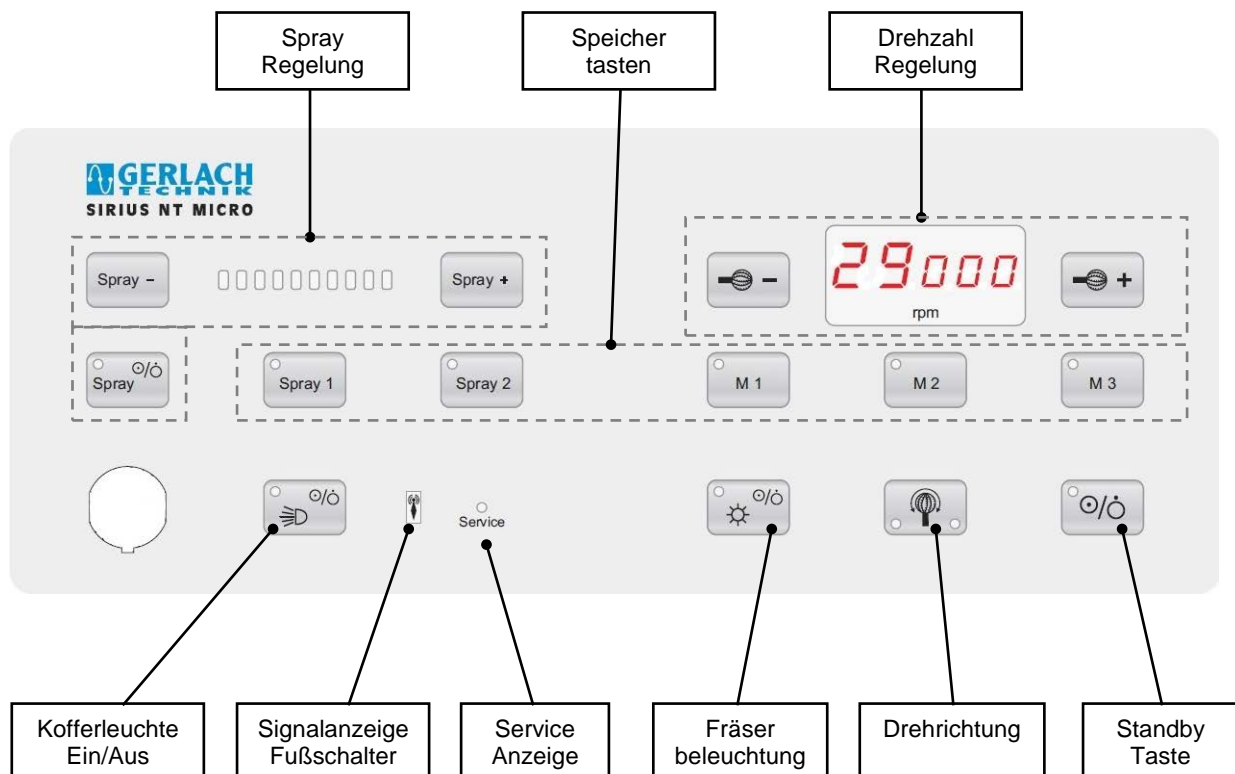 Spray
Regelung
Speicher
tasten
Drehzahl
Regelung
GERLACH
TECHNIK
SIRIUS NT MICRO
Spray –
Spray +
–
29000
rpm
+
Spray
Spray 1
Spray 2
M 1
M 2
M 3
Service
Kofferleuchte
Ein/Aus
Signalanzeige
Fußschalter
Service
Anzeige
Fräser
beleuchtung
Drehrichtung
Standby
Taste